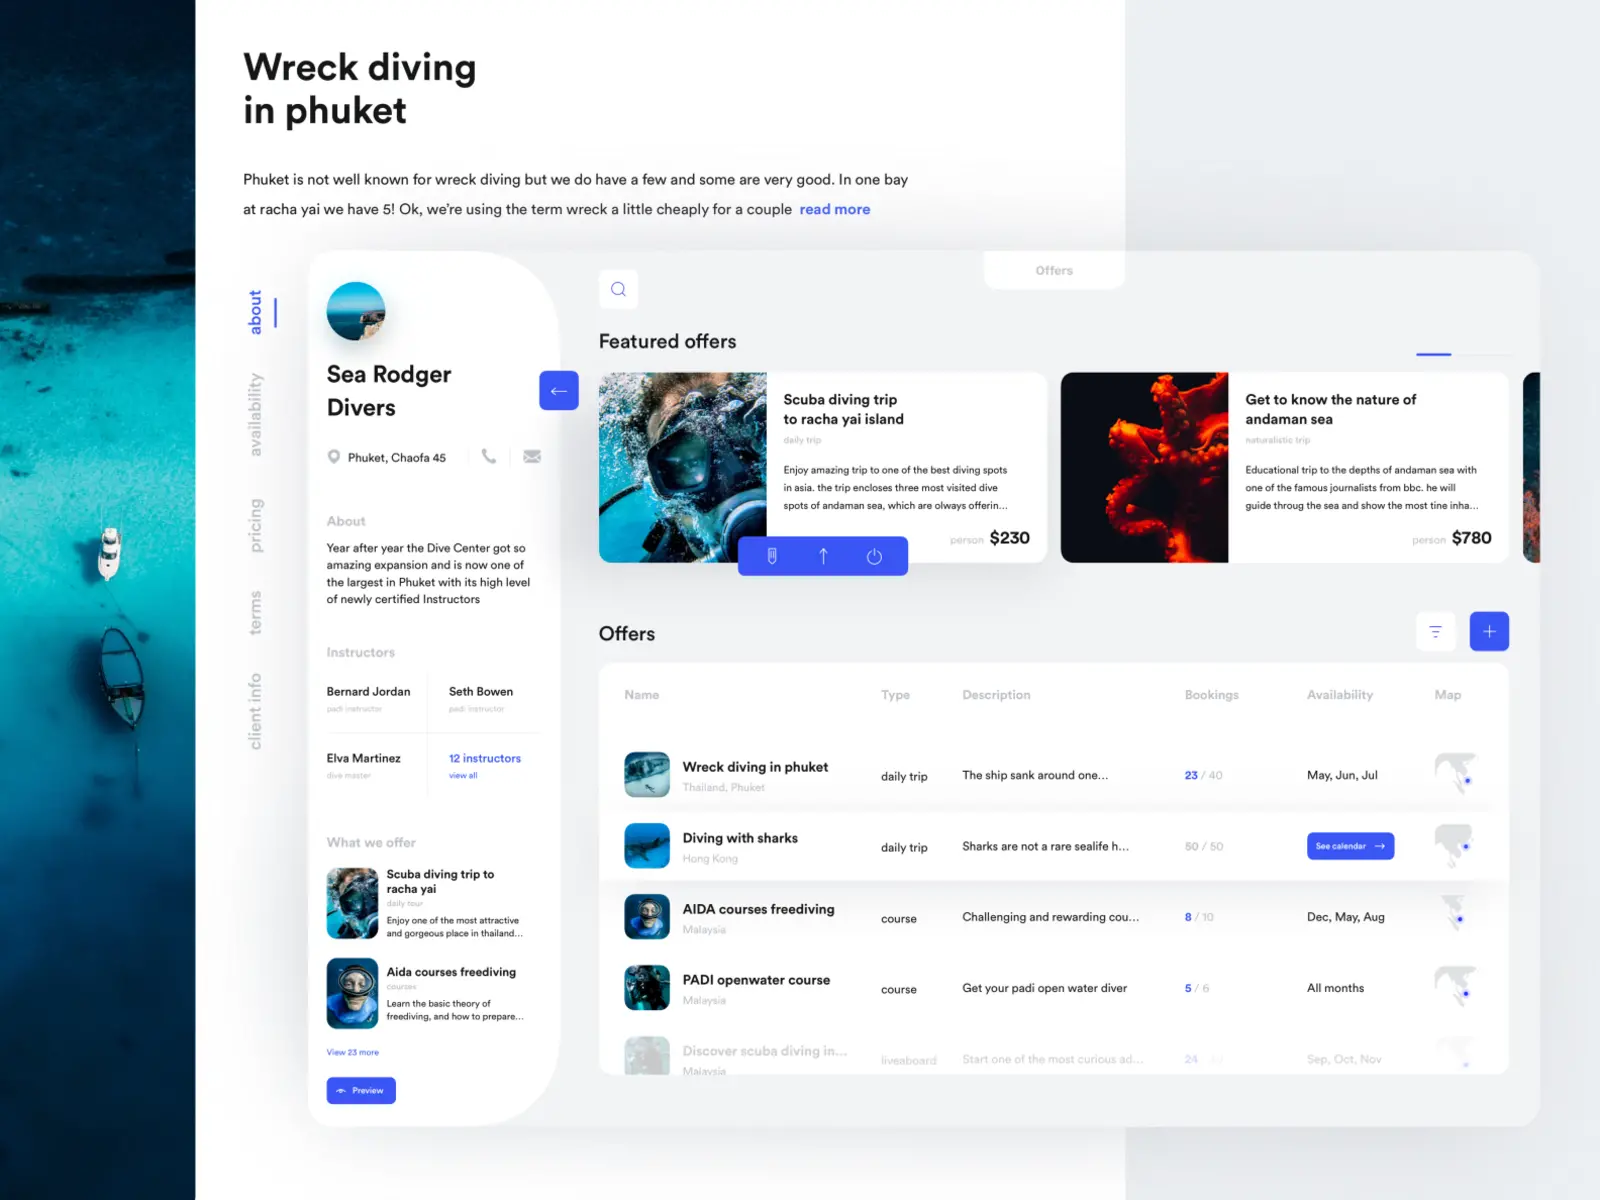 Wreck diving
in phuket
Phuket is not well known for wreck diving but we do have a few and some are very good. In one bay
at racha yai we have 5! Ok, we're using the term wreck a little cheaply for a couple read more
about
availability
pricing
terms
client info
Sea Rodger
Divers
Phuket, Chaofa 45
About
Year after year the Dive Center got so
amazing expansion and is now one of
the largest in Phuket with its high level
of newly certified Instructors
Instructors
Bernard Jordan
padi instructor
Seth Bowen
padi instructor
Elva Martinez
dive master
12 instructors
view all
What we offer
Scuba diving trip to
racha yai
daily tour
Enjoy one of the most attractive
and gorgeous place in thailand...
Aida courses freediving
courses
Learn the basic theory of
freediving, and how to prepare...
View 23 more
Preview
Offers
Featured offers
Scuba diving trip
to racha yai island
daily trip
Enjoy amazing trip to one of the best diving spots
in asia. the trip encloses three most visited dive
spots of andaman sea, which are always offerin...
person $230
Get to know the nature of
andaman sea
naturalistic trip
Educational trip to the depths of andaman sea with
one of the famous journalists from bbc. he will
guide throug the sea and show the most tine inha...
person $780
Offers
Name Type Description Bookings Availability Map
Wreck diving in phuket
Thailand, Phuket
daily trip
The ship sank around one...
23 / 40
May, Jun, Jul
Diving with sharks
Hong Kong
daily trip
Sharks are not a rare sealife h...
50 / 50
See calendar
AIDA courses freediving
Malaysia
course
Challenging and rewarding cou...
8 / 10
Dec, May, Aug
PADI openwater course
Malaysia
course
Get your padi open water diver
5 / 6
All months
Discover scuba diving in...
Malaysia
liveaboard
Start one of the most curious ad...
24
Sep, Oct, Nov